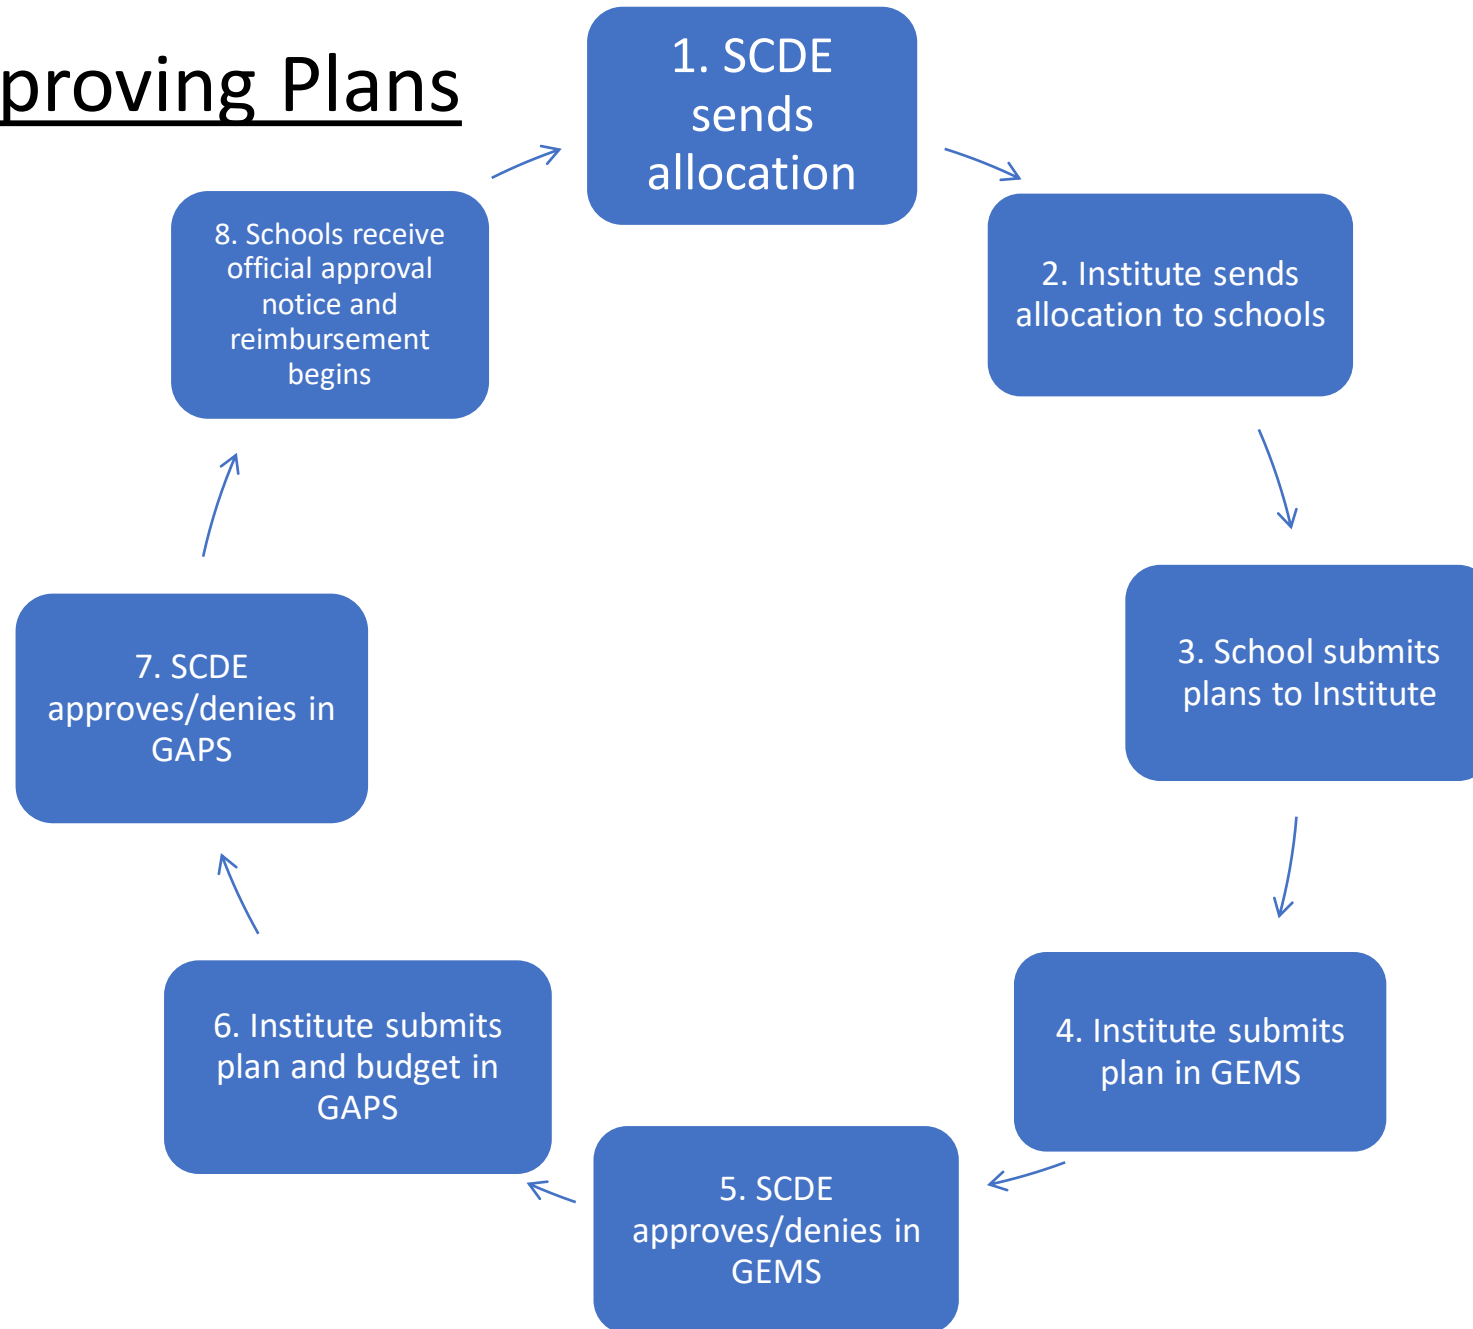 proving Plans
1. SCDE
sends
allocation
2. Institute sends
allocation to schools
3. School submits
plans to Institute
4. Institute submits
plan in GEMS
5. SCDE
approves/denies in
GEMS
6. Institute submits
plan and budget in
GAPS
7. SCDE
approves/denies in
GAPS
8. Schools receive
official approval
notice and
reimbursement
begins